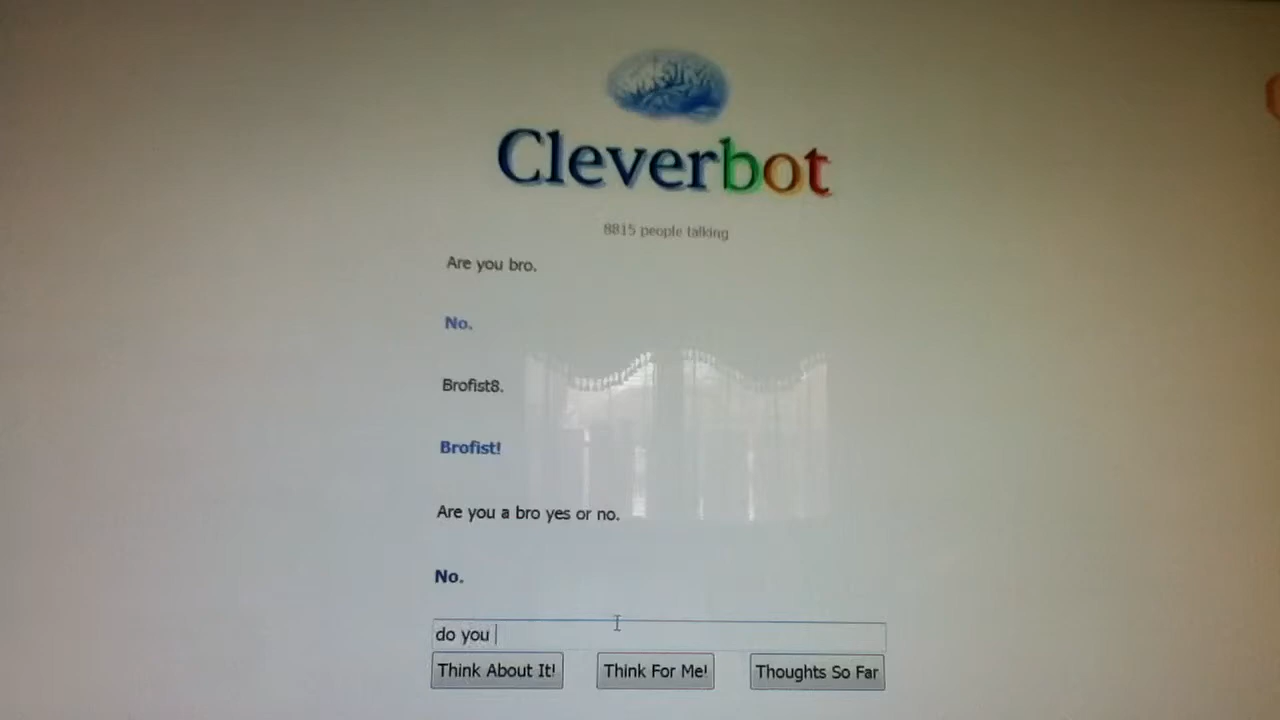 Cleverbot
8815 people talking
Are you bro.
No.
Brofist8.
Brofist!
Are you a bro yes or no.
No.
do you
Think About It! Think For Me! Thoughts So Far